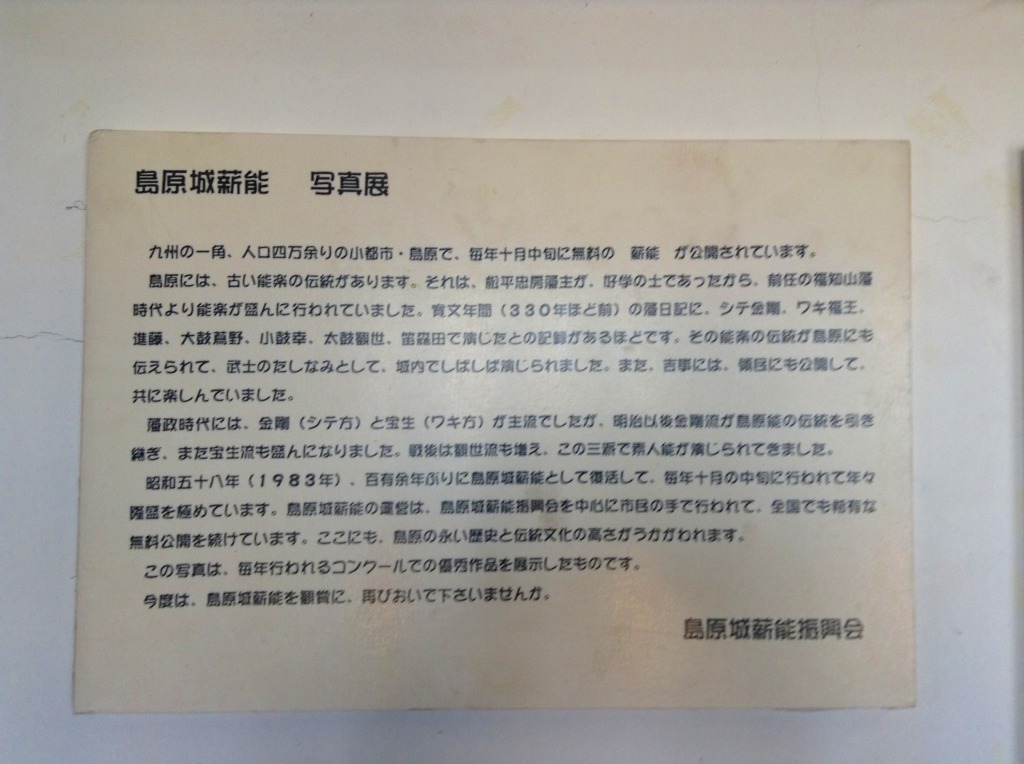 島原城薪能　写真展
九州の一角、人口四万余りの小都市・島原で、毎年十月中旬に無料の　薪能　が公開されています。
島原には、古い能楽の伝統があります。それは、松平忠房藩主が、好学の士であったから、前任の福知山藩
時代より能楽が盛んに行われていました。寛文年間（３３０年ほど前）の藩日記に、シテ金剛、ワキ福王、
進藤、大鼓葛野、小鼓幸、太鼓観世、笛森田で演じたとの記録があるほどです。その能楽の伝統が島原にも
伝えられて、武士のたしなみとして、城内でしばしば演じられました。また、吉事には、領民にも公開して、
共に楽しんでいました。
藩政時代には、金剛（シテ方）と宝生（ワキ方）が主流でしたが、明治以後金剛流が島原能の伝統を引き
継ぎ、また宝生流も盛んになりました。戦後は観世流も増え、この三派で素人能が演じられてきました。
昭和五十八年（１９８３年）、百有余年ぶりに島原城薪能として復活して、毎年十月の中旬に行われて年々
隆盛を極めています。島原城薪能の運営は、島原城薪能振興会を中心に市民の手で行われて、全国でも稀有な
無料公開を続けています。ここにも、島原の永い歴史と伝統文化の高さがうかがわれます。
この写真は、毎年行われるコンクールでの優秀作品を展示したものです。
今度は、島原城薪能を観賞に、再びおいで下さいませんか。
島原城薪能振興会